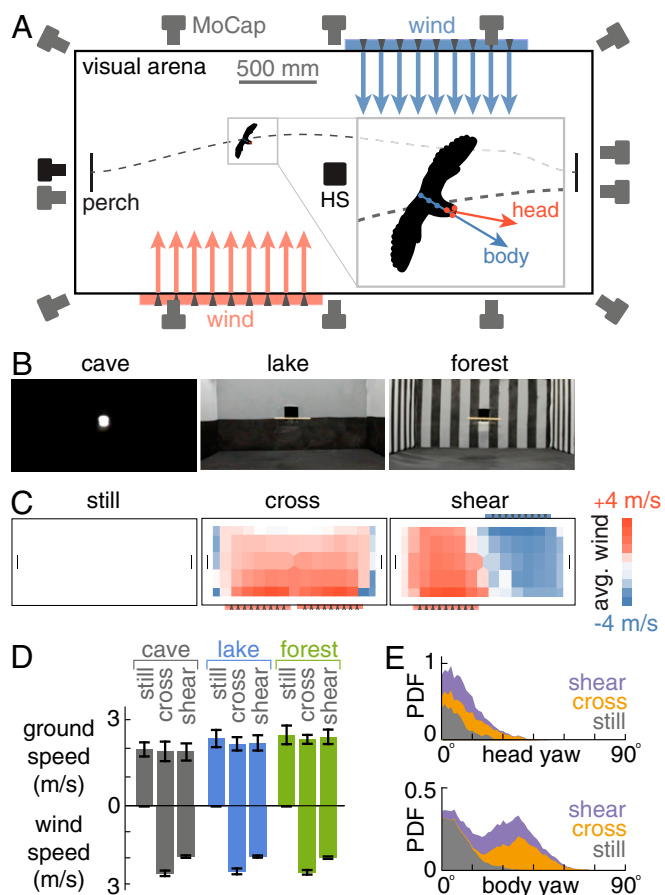 A
MoCap
wind
visual arena
500 mm
perch
HS
head
body
wind
B
cave
lake
forest
C
still
cross
shear
+4 m/s
avg. wind
-4 m/s
D
cave
lake
forest
still
cross
shear
still
cross
shear
still
cross
shear
3
ground
speed
(m/s)
0
wind
speed
(m/s)
3
E
1
PDF
shear
cross
still
0
0°
head yaw
90°
0.5
PDF
shear
cross
still
0
0°
body yaw
90°